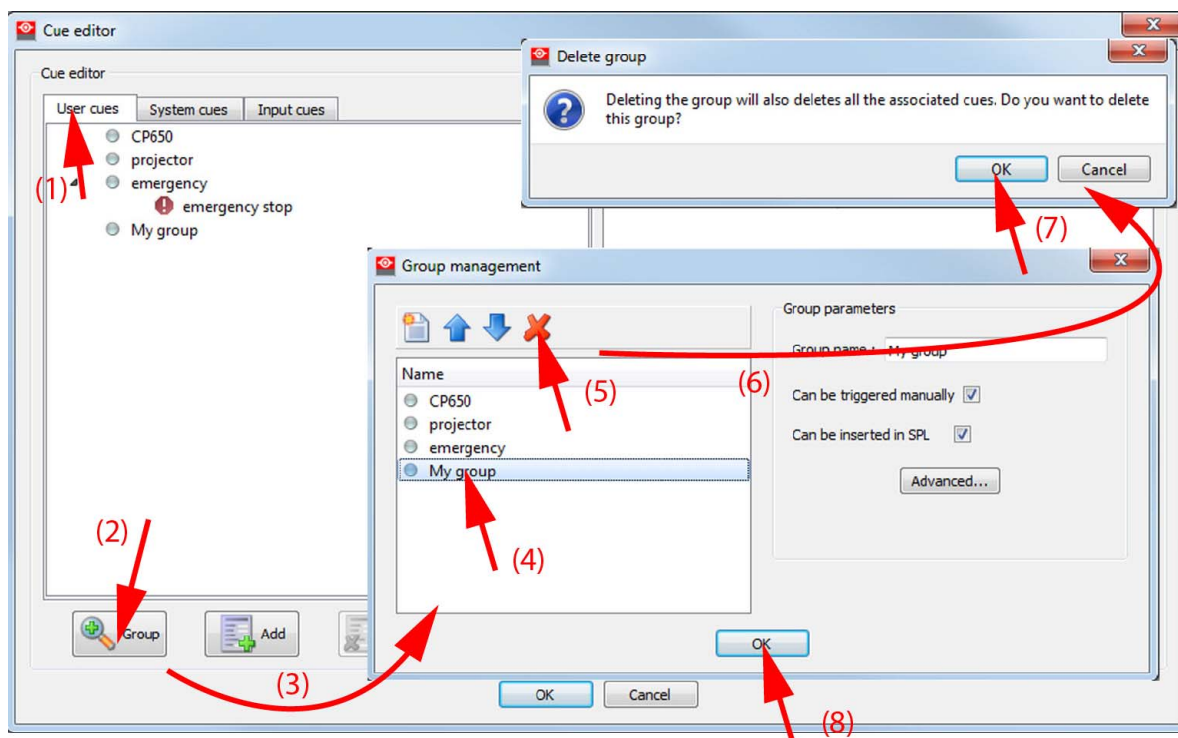 Cue editor
Cue editor
User cues
System cues
Input cues
CP650
projector
emergency
emergency stop
My group
(1)
(2)
Group
Add
(3)
OK
Cancel
Delete group
Deleting the group will also deletes all the associated cues. Do you want to delete
this group?
OK
Cancel
(7)
Group management
Name
CP650
projector
emergency
My group
(4)
(5)
(6)
Group parameters
Group name : My group
Can be triggered manually
Can be inserted in SPL
Advanced...
OK
(8)